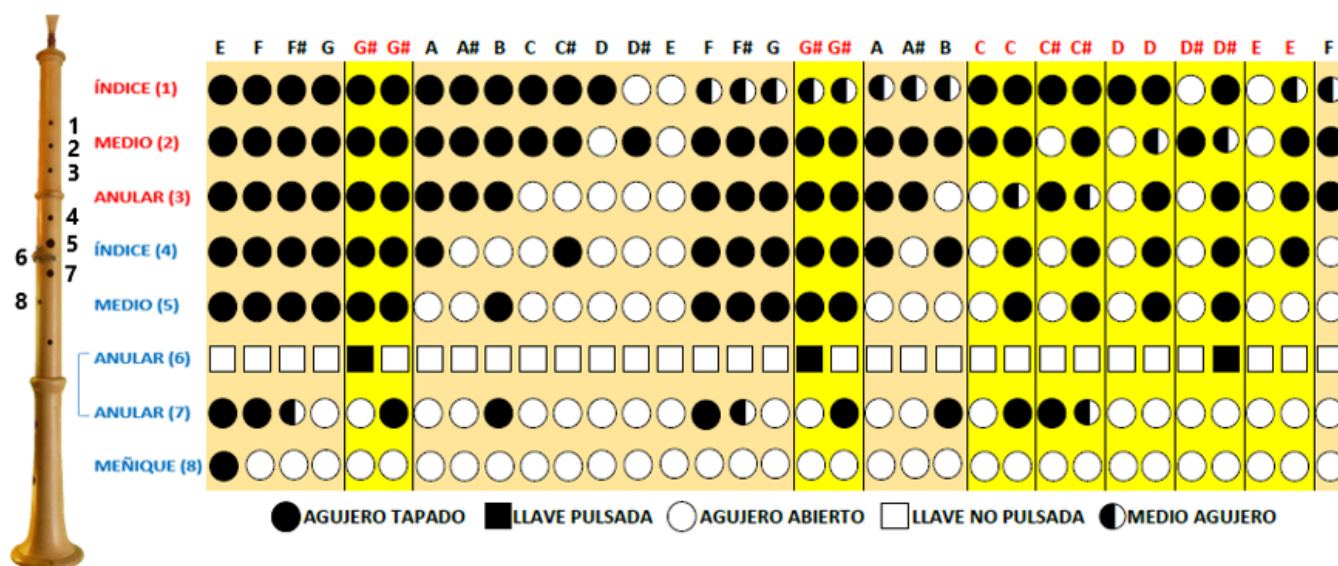 E F F# G G# G# A A# B C C# D D# E F F# G G# G# A A# B C C C# C# D D D# D# E E F
ÍNDICE (1)
MEDIO (2)
ANULAR (3)
ÍNDICE (4)
MEDIO (5)
ANULAR (6)
ANULAR (7)
MEÑIQUE (8)
1
2
3
4
5
6
7
8
AGUJERO TAPADO LLAVE PULSADA AGUJERO ABIERTO LLAVE NO PULSADA MEDIO AGUJERO